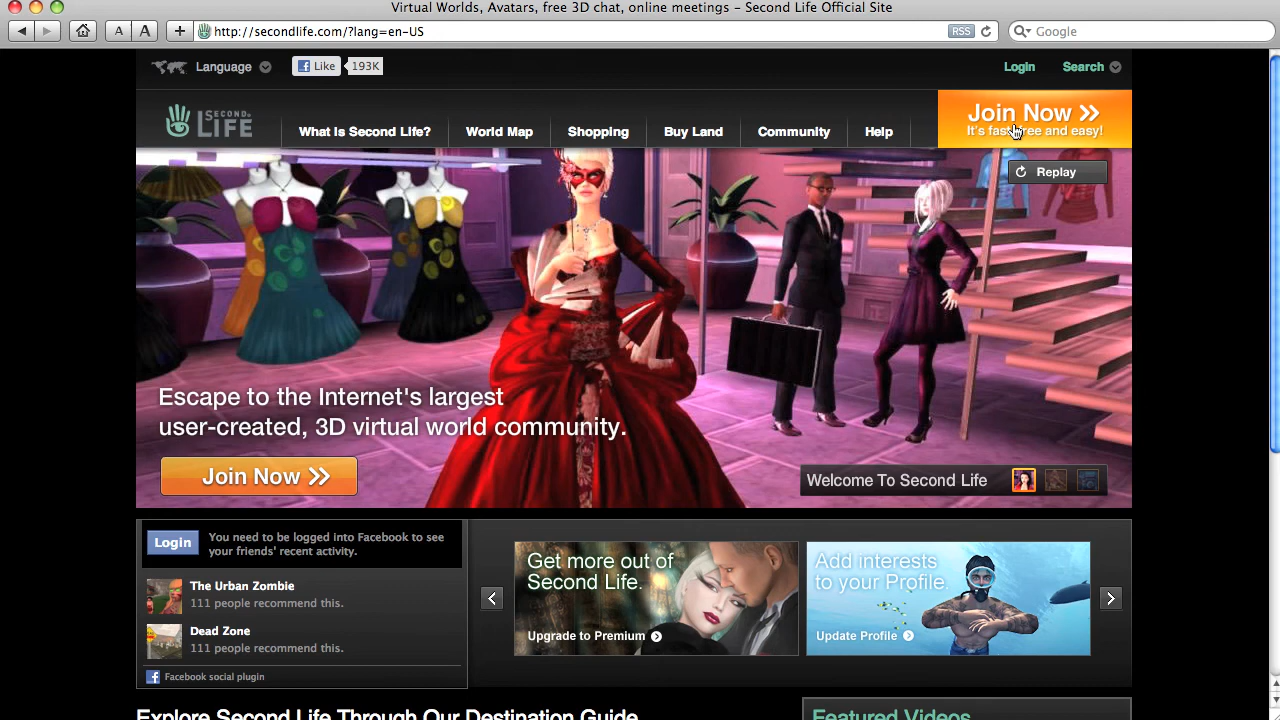 Virtual Worlds, Avatars, free 3D chat, online meetings – Second Life Official Site
A A + http://secondlife.com/?lang=en-US RSS Google
Language Like 193K Login Search
SECOND LIFE
What is Second Life? World Map Shopping Buy Land Community Help
Join Now
It's fast, free and easy!
Replay
Escape to the Internet's largest
user-created, 3D virtual world community.
Join Now
Welcome To Second Life
Login
You need to be logged into Facebook to see
your friends' recent activity.
The Urban Zombie
111 people recommend this.
Dead Zone
111 people recommend this.
Facebook social plugin
Get more out of
Second Life.
Upgrade to Premium
Add interests
to your Profile.
Update Profile
Explore Second Life Through Our Destination Guide
Featured Videos